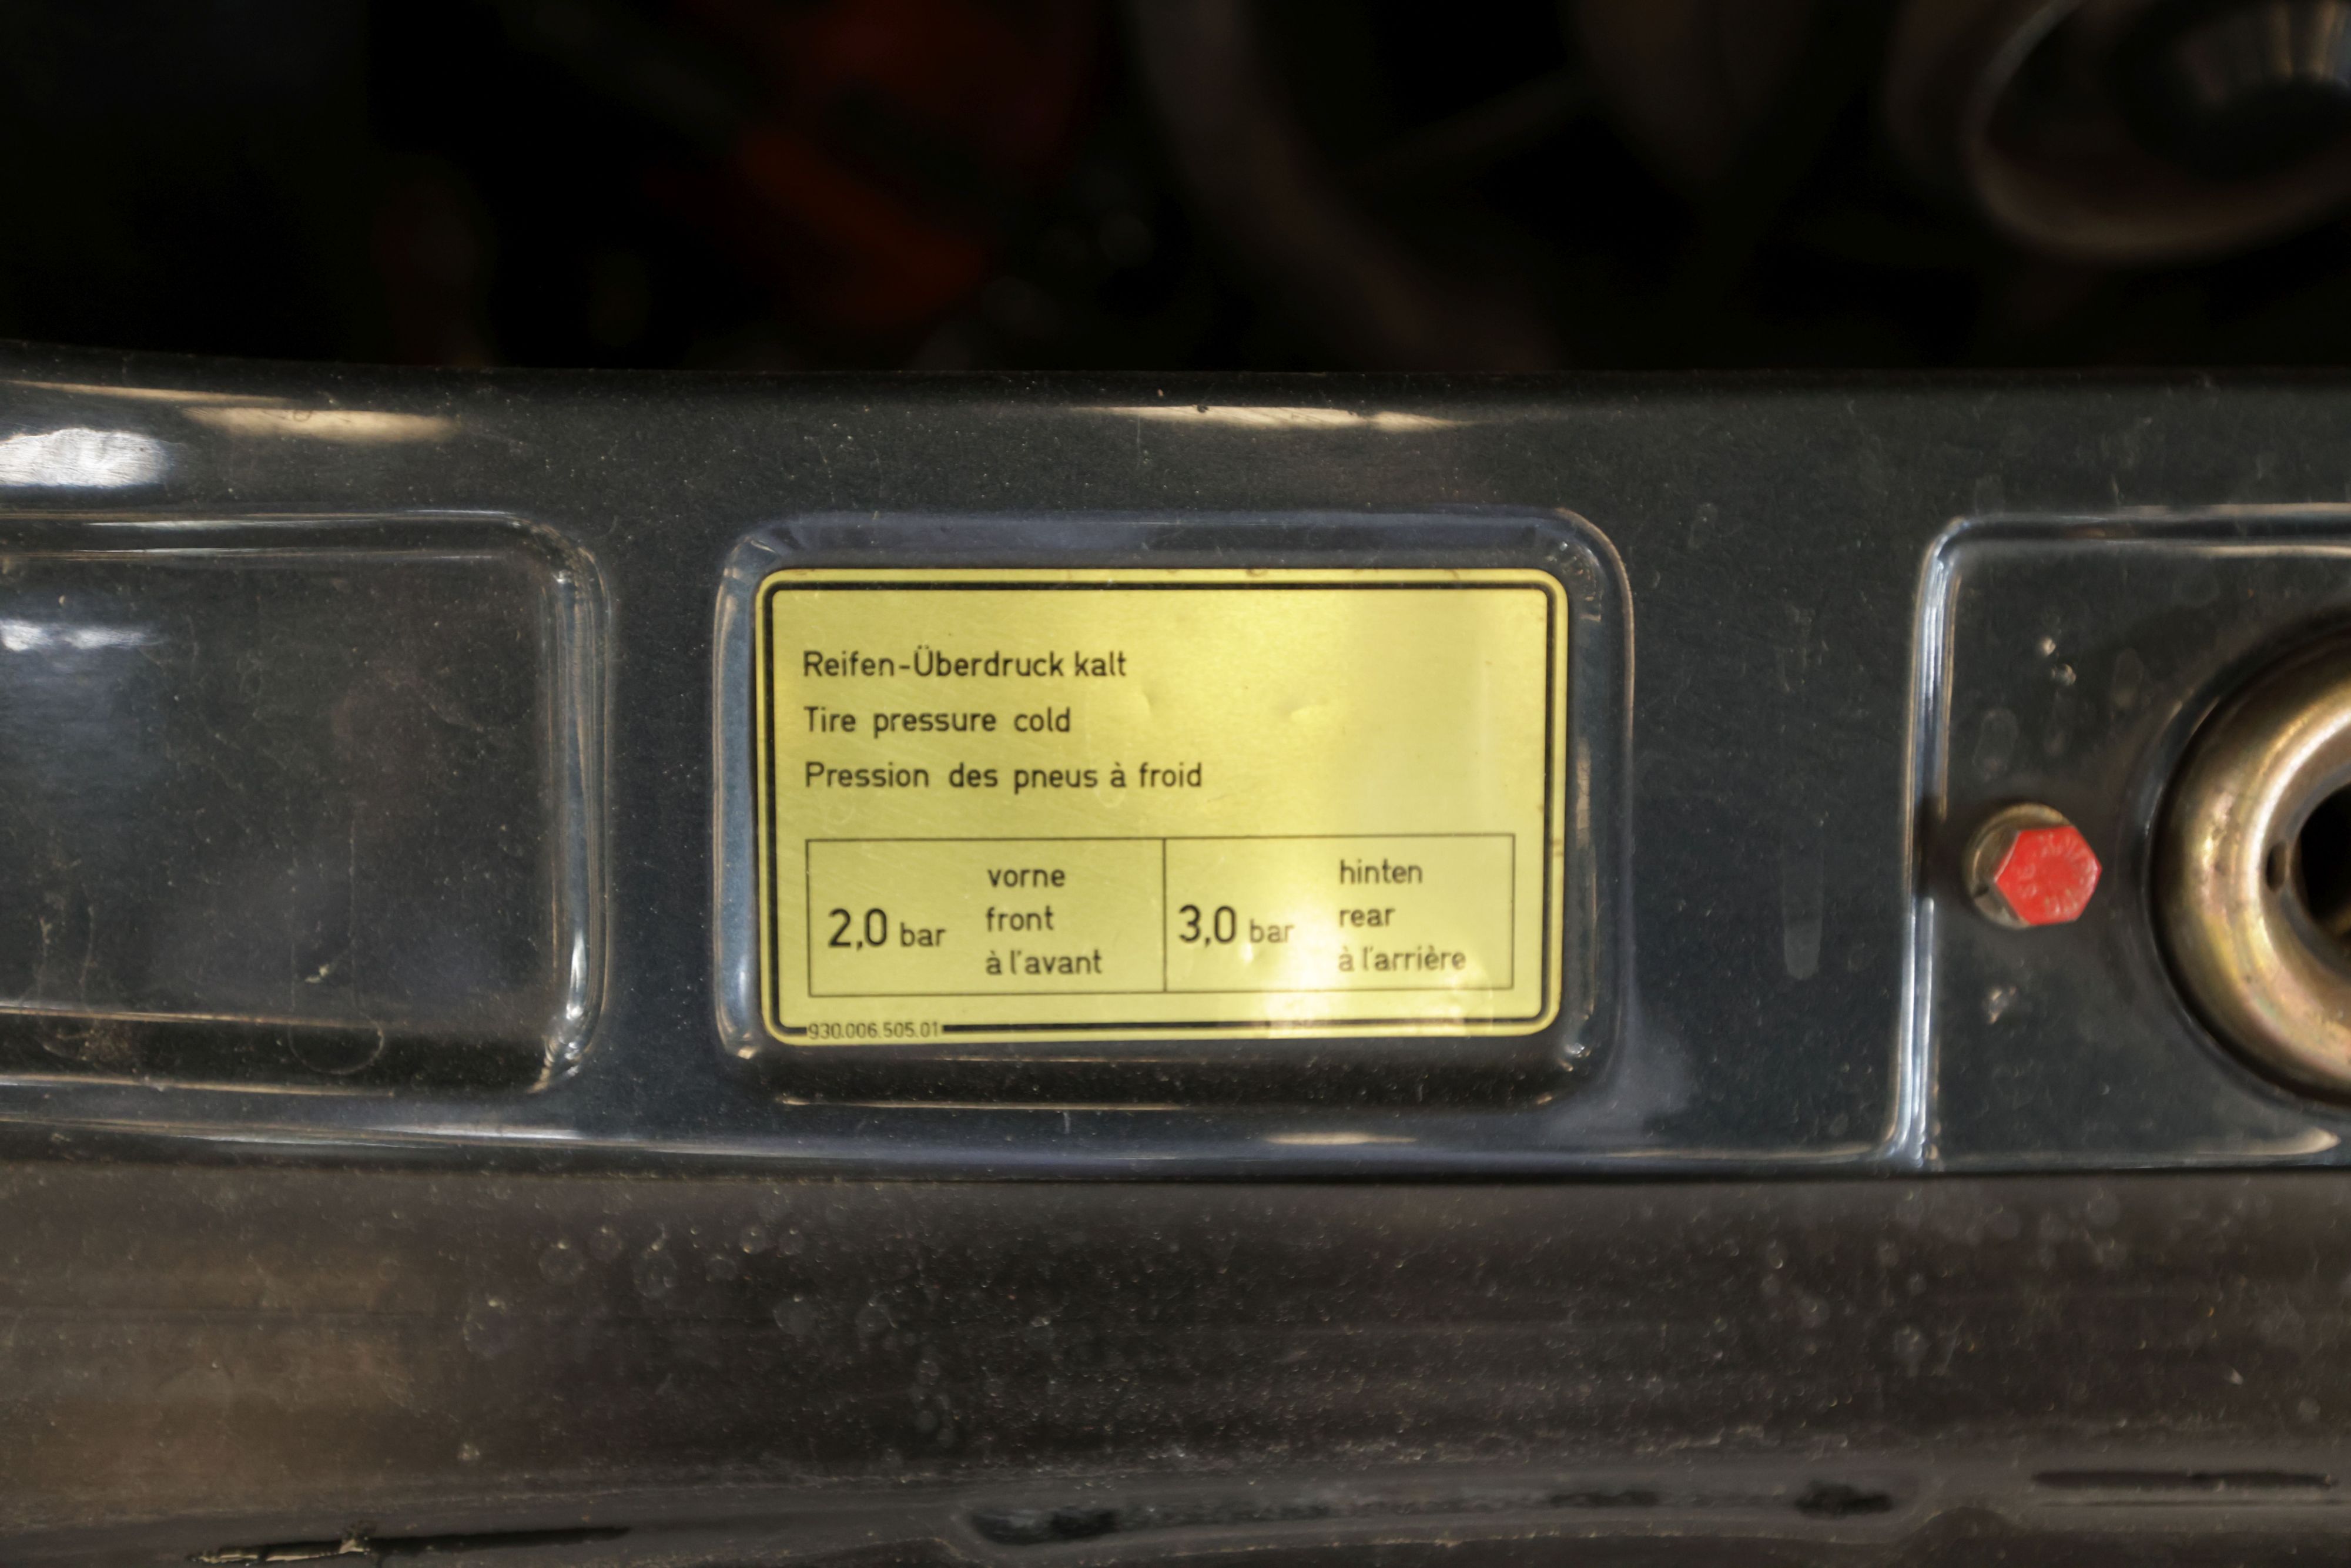 Reifen-Überdruck kalt
Tire pressure cold
Pression des pneus à froid
2,0 bar
vorne
front
à l'avant
3,0 bar
hinten
rear
à l'arrière
930.006.505.01